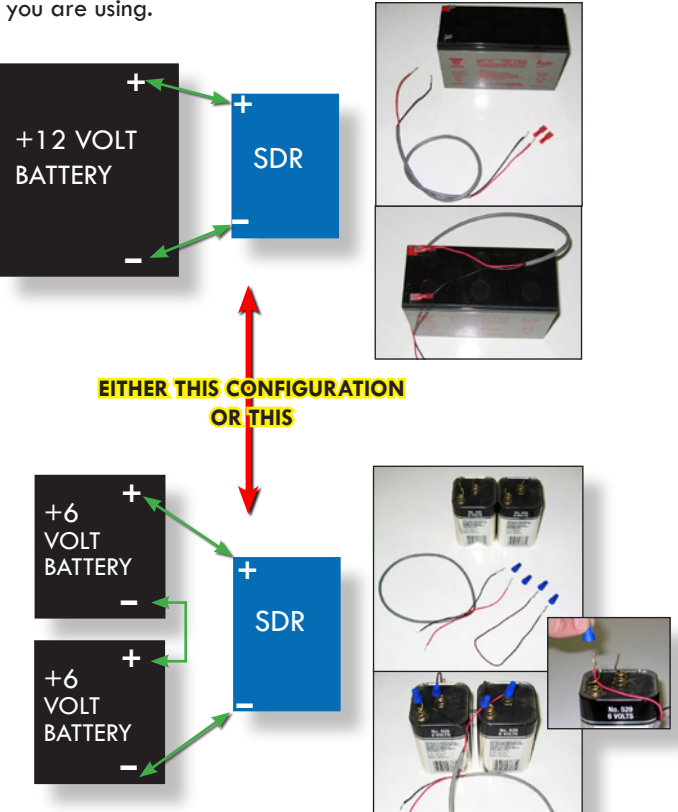 you are using.
+
+12 VOLT
BATTERY
–
+
SDR
–
EITHER THIS CONFIGURATION
OR THIS
+
+6
VOLT
BATTERY
–
+
+6
VOLT
BATTERY
–
+
SDR
–
No. 529
6 VOLTS